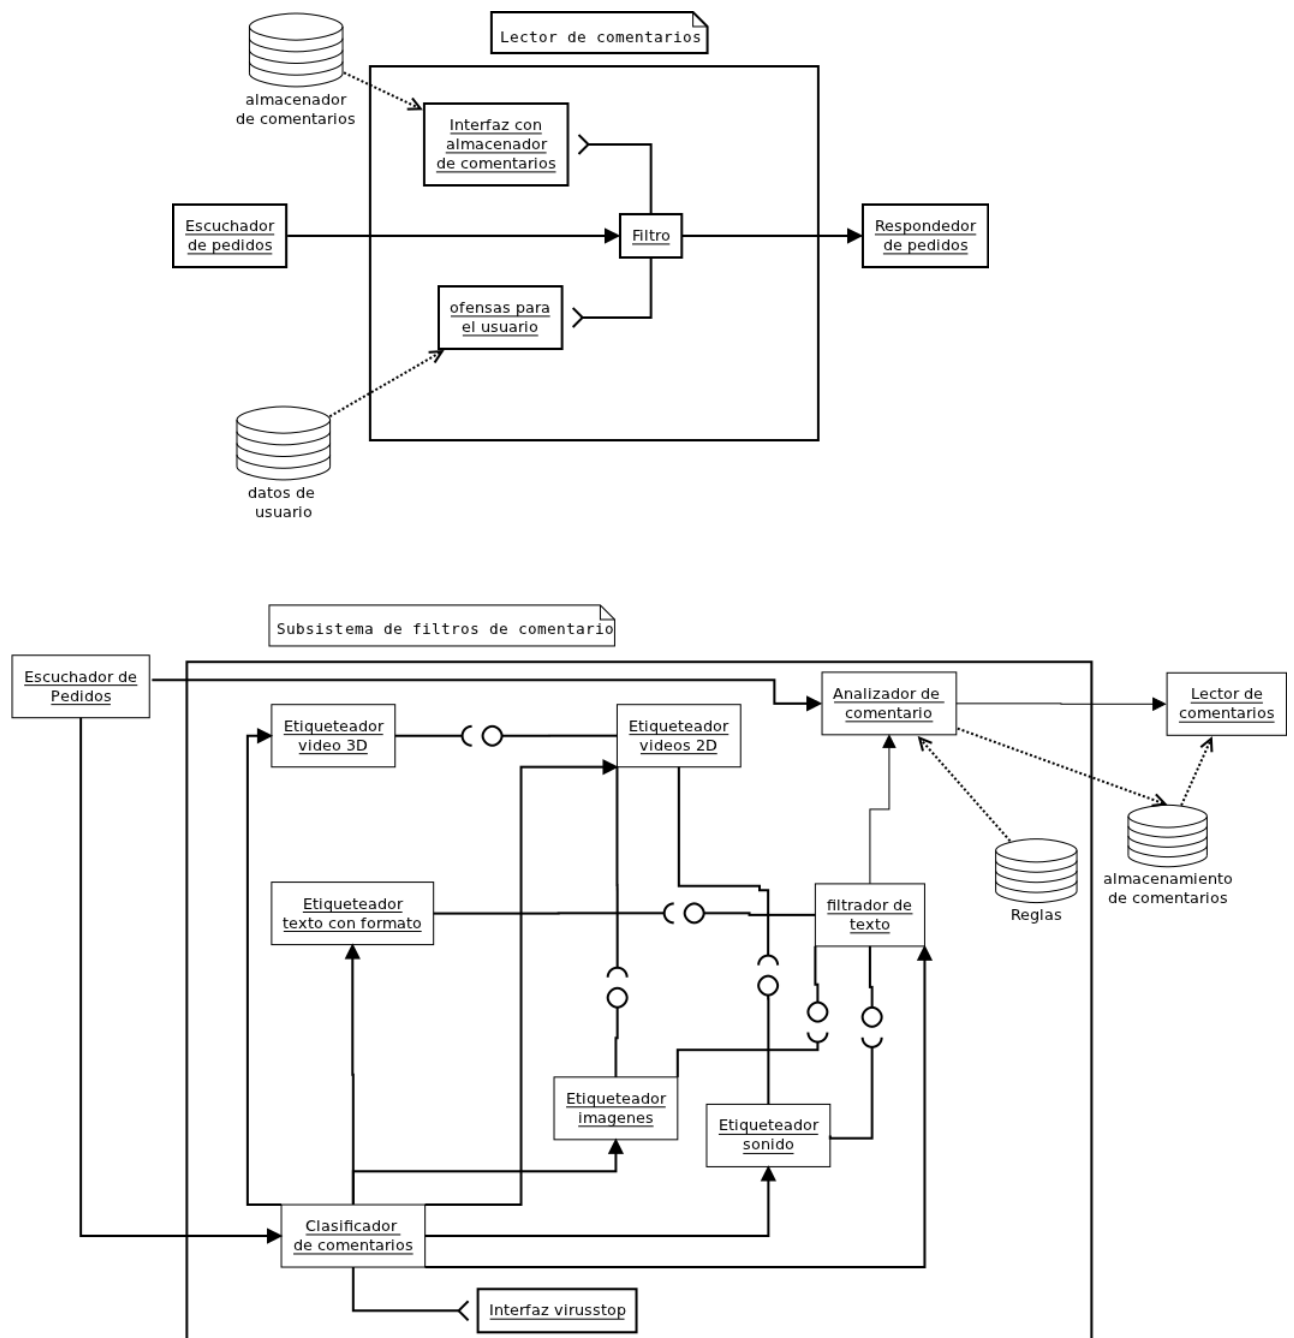 Lector de comentarios
almacenador
de comentarios
Interfaz con
almacenador
de comentarios
Escuchador
de pedidos
Filtro
Respondedor
de pedidos
ofensas para
el usuario
datos de
usuario
Subsistema de filtros de comentario
Escuchador de
Pedidos
Etiqueteador
video 3D
Etiqueteador
videos 2D
Analizador de
comentario
Lector de
comentarios
Etiqueteador
texto con formato
filtrador de
texto
Reglas
almacenamiento
de comentarios
Etiqueteador
imagenes
Etiqueteador
sonido
Clasificador
de comentarios
Interfaz virusstop